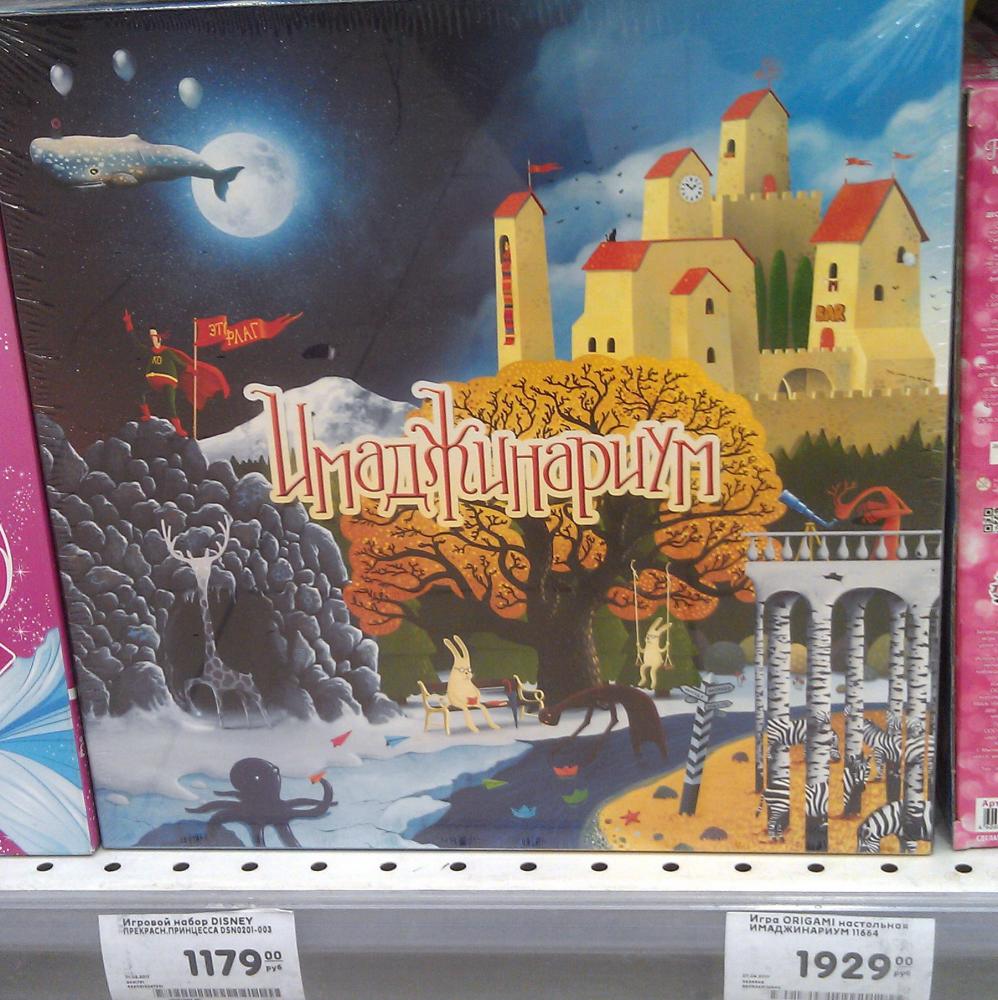 ЭТО
ФЛАГ!
КО
BAR
Имаджинариум
Игровой набор DISNEY
ПРЕКРАСН.ПРИНЦЕССА DSN0201-003
1179 00
руб
Игра ORIGAMI настольная
ИМАДЖИНАРИУМ 11664
1929 00
руб